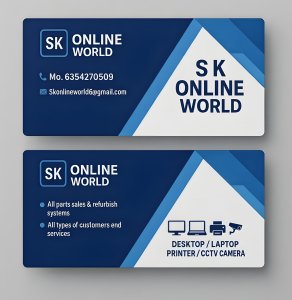 SK ONLINE
WORLD
Mo. 6354270509
Skonlineworld6@gmail.com
S K
ONLINE
WORLD
SK ONLINE
WORLD
All parts sales & refurbish
systems
All types of customers end
services
DESKTOP / LAPTOP
PRINTER / CCTV CAMERA